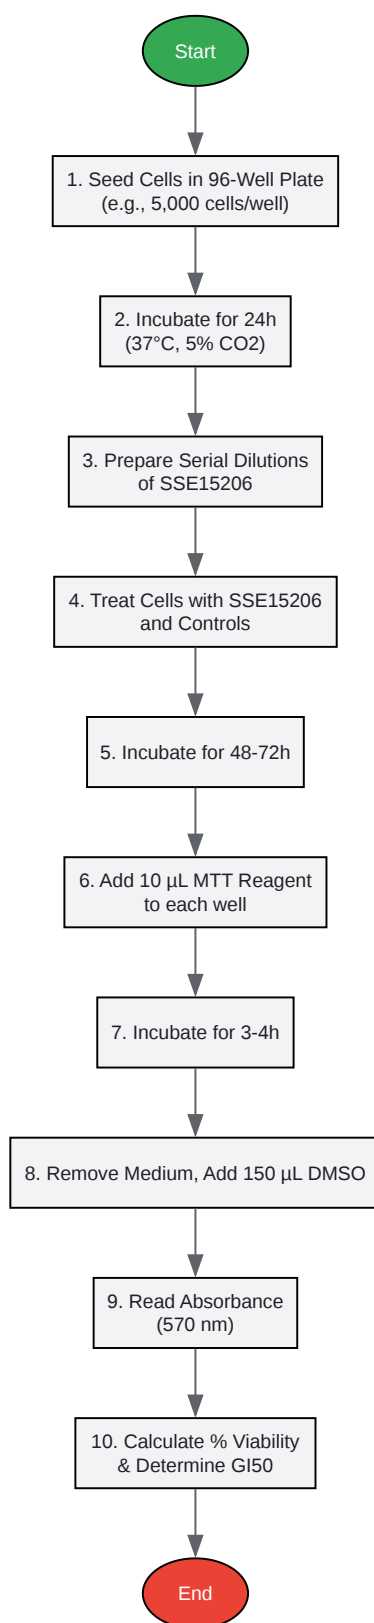 Start
1. Seed Cells in 96-Well Plate
(e.g., 5,000 cells/well)
2. Incubate for 24h
(37°C, 5% CO2)
3. Prepare Serial Dilutions
of SSE15206
4. Treat Cells with SSE15206
and Controls
5. Incubate for 48-72h
6. Add 10 µL MTT Reagent
to each well
7. Incubate for 3-4h
8. Remove Medium, Add 150 µL DMSO
9. Read Absorbance
(570 nm)
10. Calculate % Viability
& Determine GI50
End